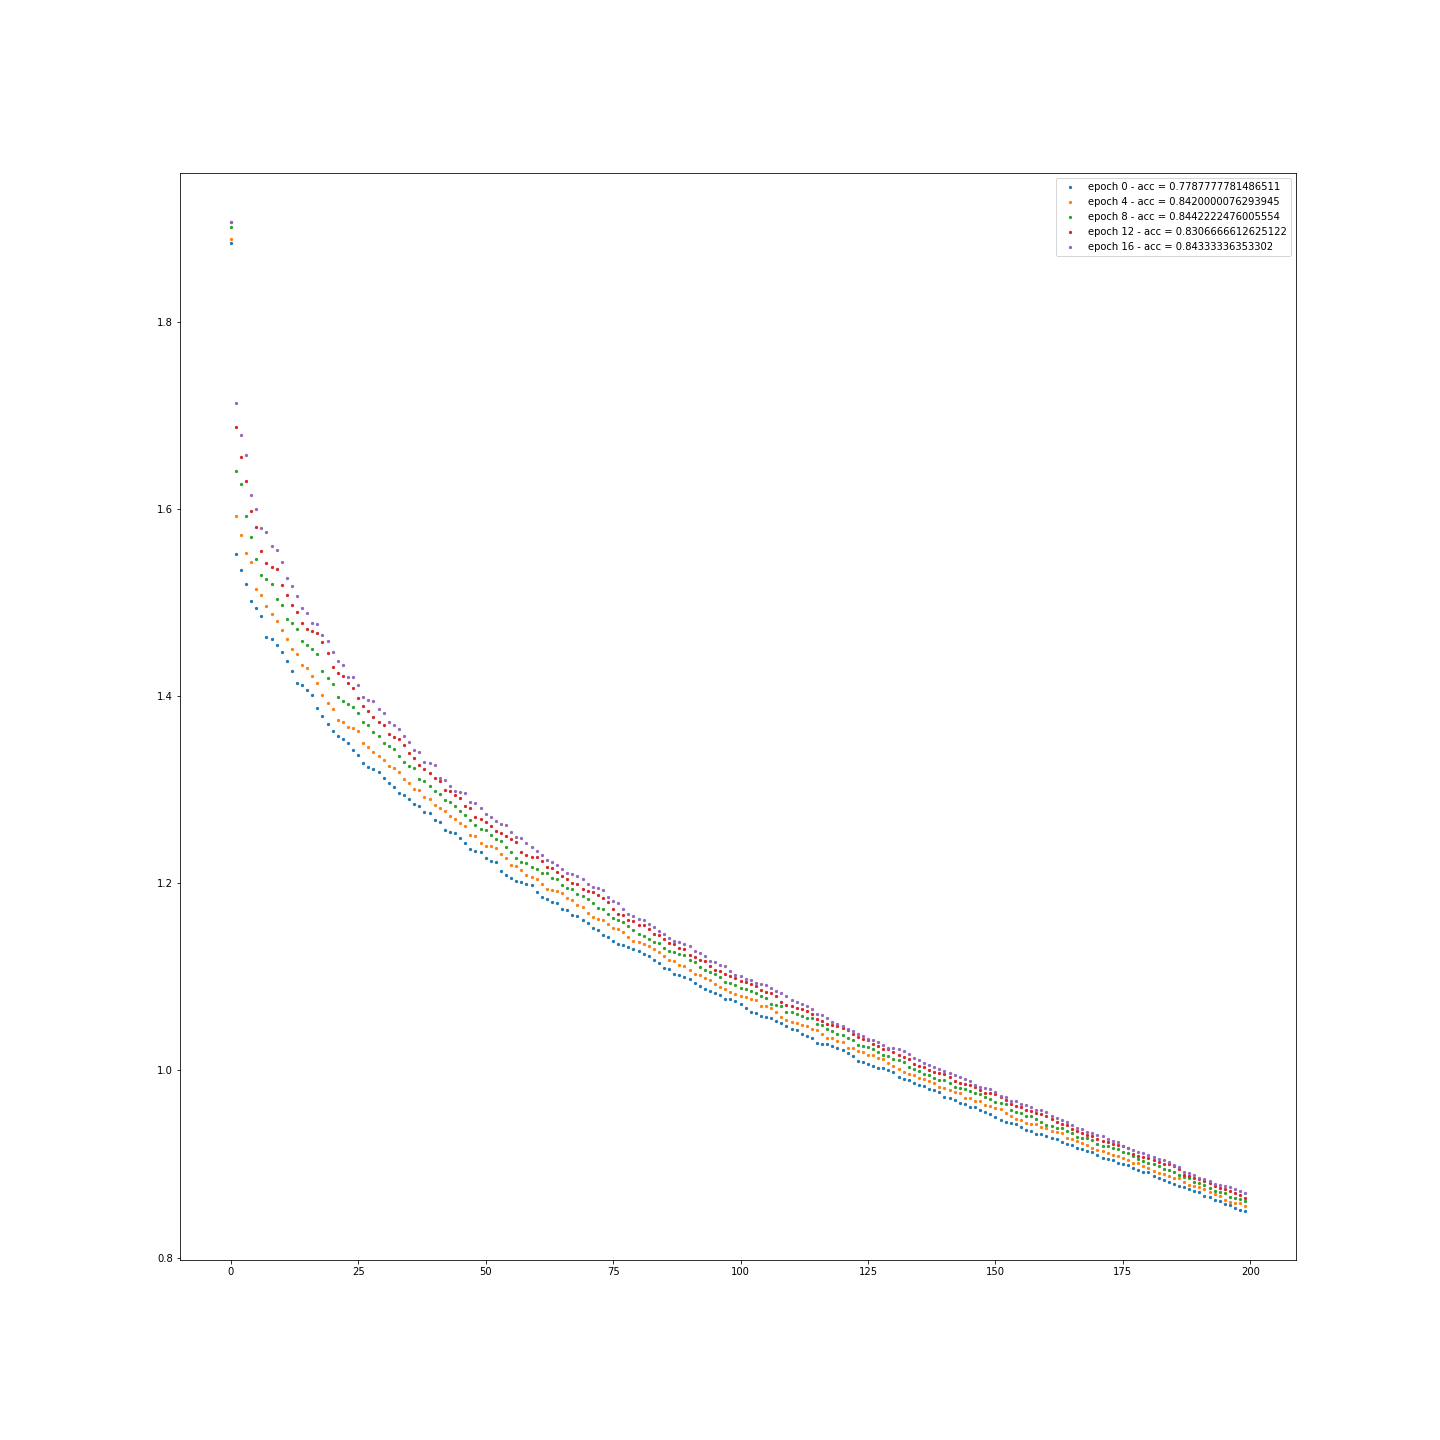 epoch 0 - acc = 0.7787777781486511
epoch 4 - acc = 0.8420000076293945
epoch 8 - acc = 0.8442222476005554
epoch 12 - acc = 0.8306666612625122
epoch 16 - acc = 0.84333336353302
1.8
1.6
1.4
1.2
1.0
0.8
0 25 50 75 100 125 150 175 200